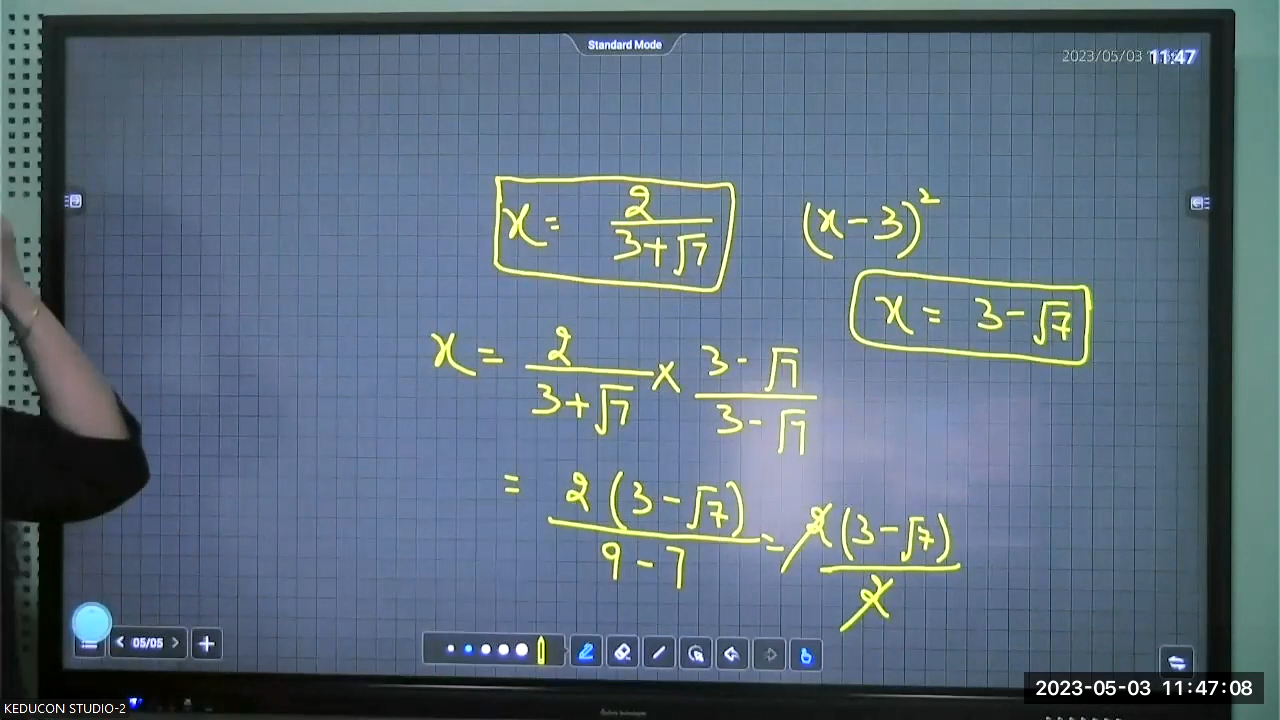 Standard Mode
2023/05/03
11:47
x = 2/(3+√7)
(x-3)²
x = 3-√7
x = 2/(3+√7) × (3-√7)/(3-√7)
= 2(3-√7)/(9-7) = 2(3-√7)/2
05/05
2023-05-03 11:47:08
KEDUCON STUDIO-2